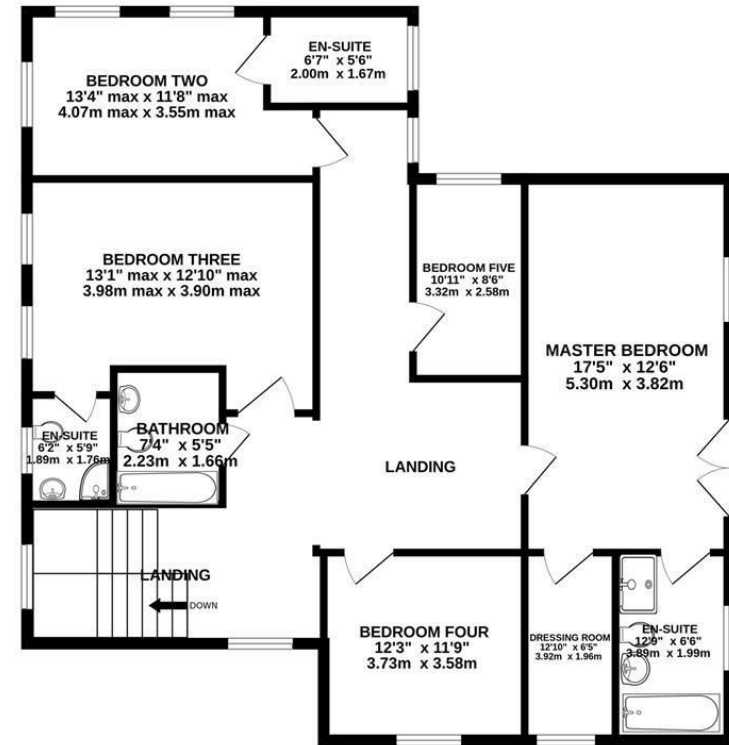 EN-SUITE
6'7" x 5'6"
2.00m x 1.67m
BEDROOM TWO
13'4" max x 11'8" max
4.07m max x 3.55m max
BEDROOM THREE
13'1" max x 12'10" max
3.98m max x 3.90m max
BEDROOM FIVE
10'11" x 8'6"
3.32m x 2.58m
MASTER BEDROOM
17'5" x 12'6"
5.30m x 3.82m
EN-SUITE
6'2" x 5'9"
1.89m x 1.76m
BATHROOM
7'4" x 5'5"
2.23m x 1.66m
LANDING
LANDING
DOWN
BEDROOM FOUR
12'3" x 11'9"
3.73m x 3.58m
DRESSING ROOM
12'10" x 6'5"
3.92m x 1.96m
EN-SUITE
12'9" x 6'6"
3.89m x 1.99m